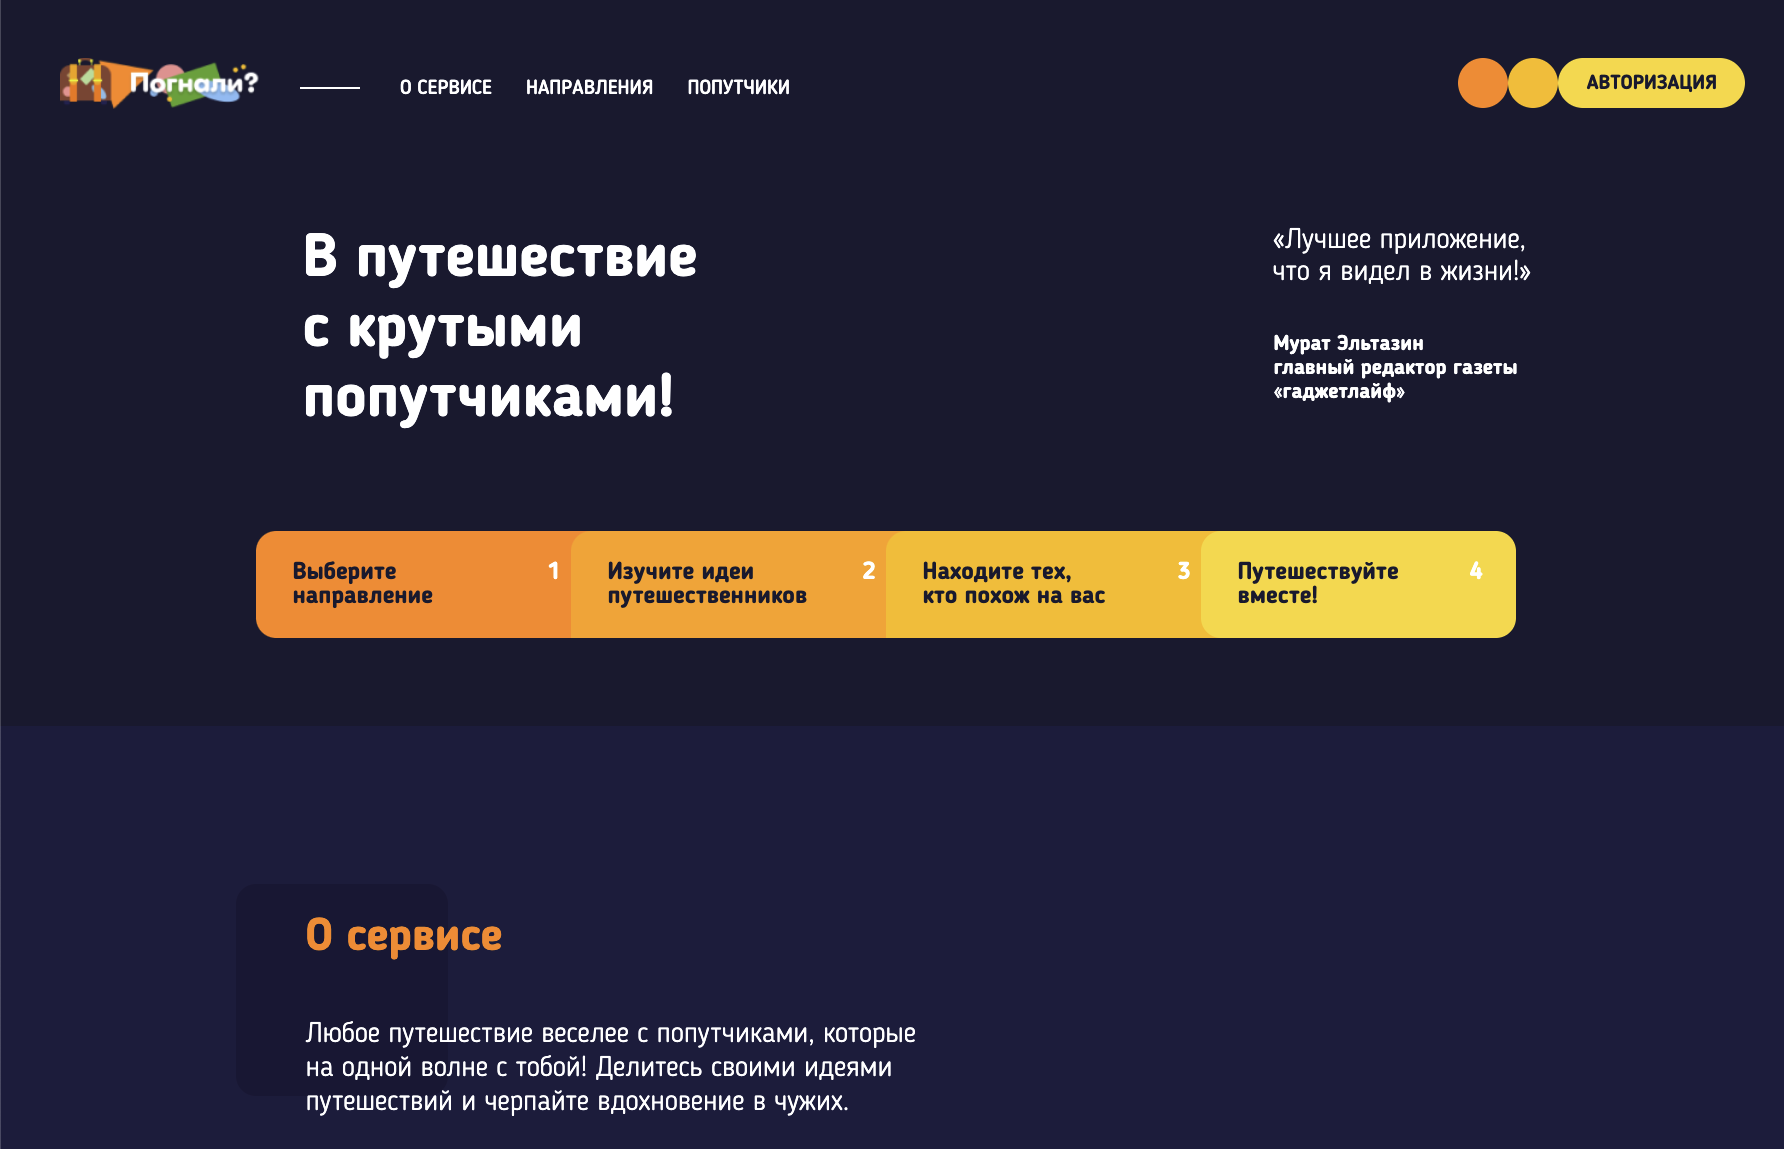 Погнали?
О СЕРВИСЕ
НАПРАВЛЕНИЯ
ПОПУТЧИКИ
АВТОРИЗАЦИЯ
В путешествие
с крутыми
попутчиками!
«Лучшее приложение,
что я видел в жизни!»
Мурат Эльтазин
главный редактор газеты
«гаджетлайф»
Выберите
направление
1
Изучите идеи
путешественников
2
Находите тех,
кто похож на вас
3
Путешествуйте
вместе!
4
О сервисе
Любое путешествие веселее с попутчиками, которые
на одной волне с тобой! Делитесь своими идеями
путешествий и черпайте вдохновение в чужих.